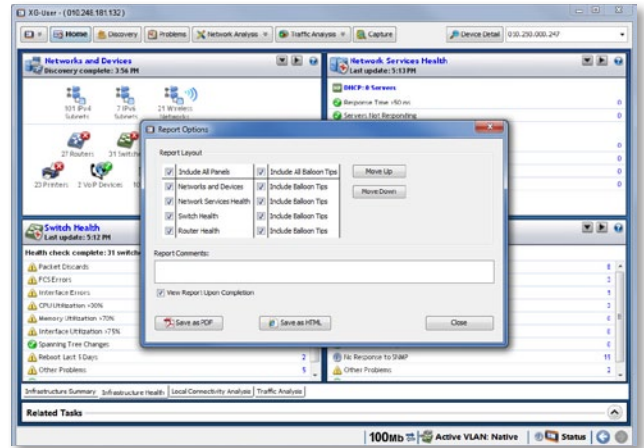 XG-User - ( 010.248.181.132 )
Home Discovery Problems Network Analysis Traffic Analysis Capture Device Detail 010.250.000.247
Networks and Devices
Discovery complete: 3:56 PM
Network Services Health
Last update: 5:13 PM
101 IPv4 Subnets
7 IPv6 Subnets
21 Wireless Networks
DHCP: 0 Servers
Response Time >50 ms 0
Servers Not Responding 0
27 Routers
31 Switches
23 Printers
2 VoIP Devices
Report Options
Report Layout
Include All Panels Include All Balloon Tips Move Up
Networks and Devices Include Balloon Tips Move Down
Network Services Health Include Balloon Tips
Switch Health Include Balloon Tips
Router Health Include Balloon Tips
Report Comments:
View Report Upon Completion
Save as PDF Save as HTML Close
Switch Health
Last update: 5:12 PM
Health check complete: 31 switch
Packet Discards
FCS Errors
Interface Errors
CPU Utilization >30%
Memory Utilization >70%
Interface Utilization >75%
Spanning Tree Changes
Reboot Last 5 Days 2
Other Problems 5
No Response to SNMP 11
Other Problems 2
Infrastructure Summary Infrastructure Health Local Connectivity Analysis Traffic Analysis
Related Tasks
100Mb Active VLAN: Native Status